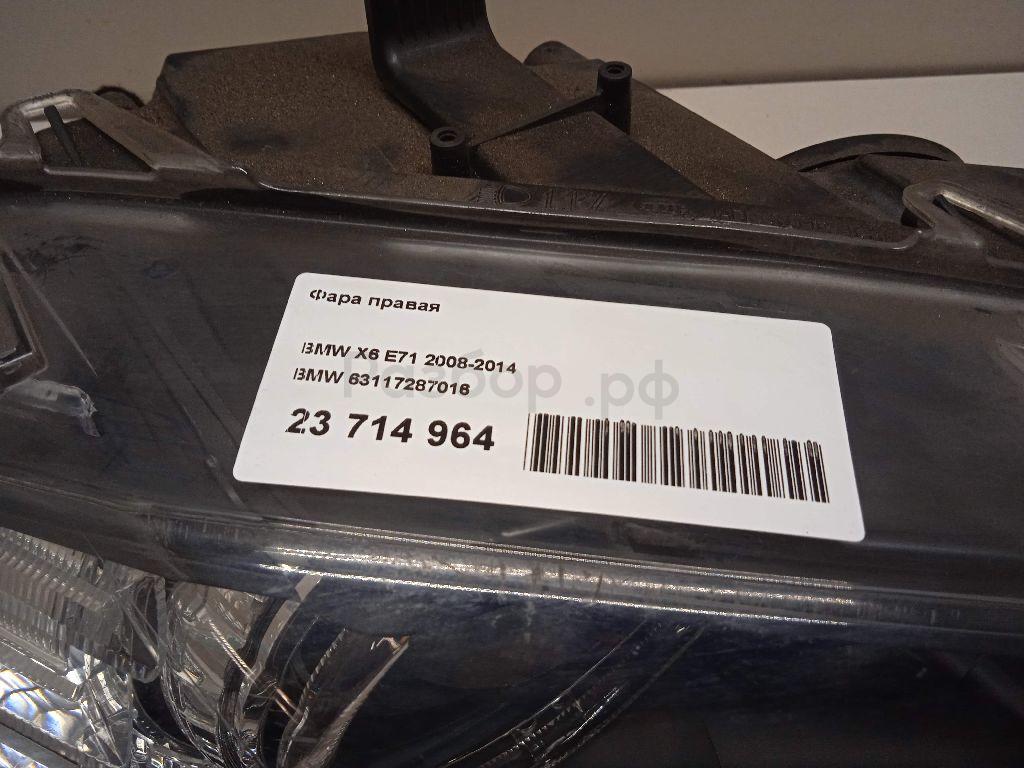 Фара правая
BMW X6 E71 2008-2014
BMW 63117287016
23 714 964
Разбор.рф